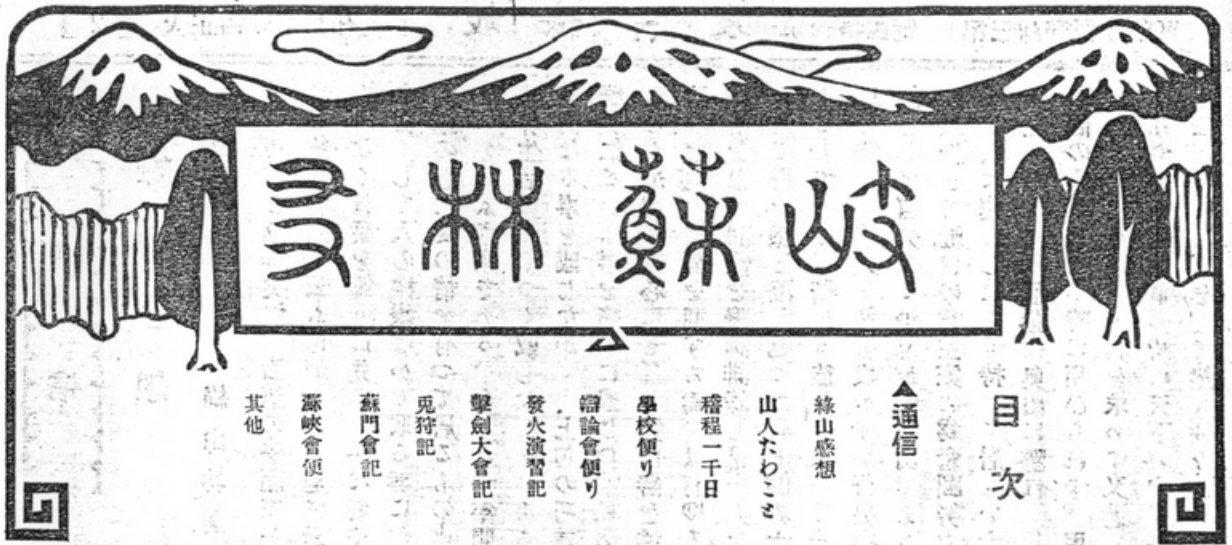 岐蘇林友
目次
▲通信
綠山感想
山人たわこと
稽程一千日
學校便り
辯論會便り
發火演習記
擊劍大會記
兎狩記
蘇門會記
蘇峽會便
其他